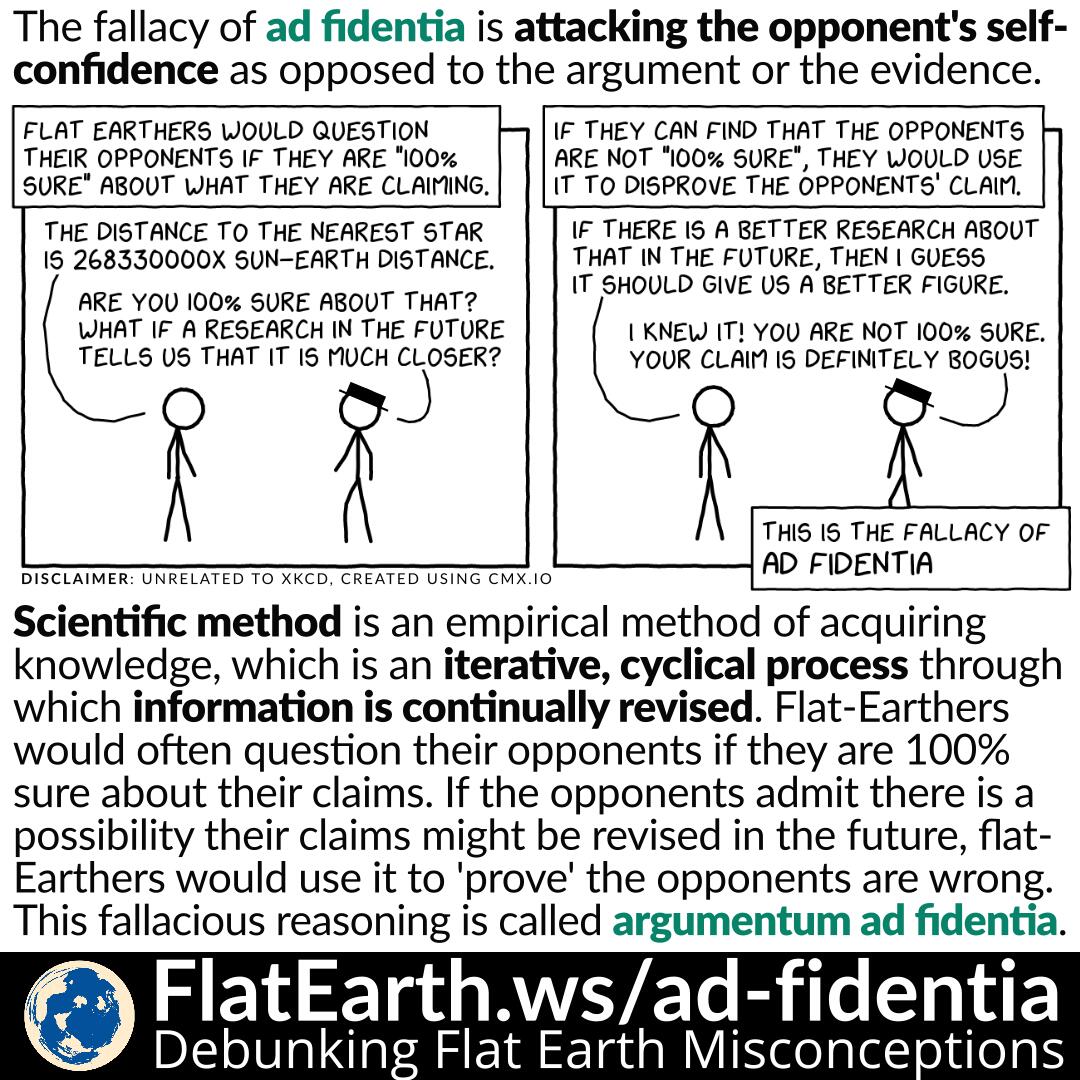 The fallacy of ad fidentia is attacking the opponent's self-
confidence as opposed to the argument or the evidence.
FLAT EARTHERS WOULD QUESTION
THEIR OPPONENTS IF THEY ARE "100%
SURE" ABOUT WHAT THEY ARE CLAIMING.
THE DISTANCE TO THE NEAREST STAR
IS 268330000X SUN-EARTH DISTANCE.
ARE YOU 100% SURE ABOUT THAT?
WHAT IF A RESEARCH IN THE FUTURE
TELLS US THAT IT IS MUCH CLOSER?
IF THEY CAN FIND THAT THE OPPONENTS
ARE NOT "100% SURE", THEY WOULD USE
IT TO DISPROVE THE OPPONENTS' CLAIM.
IF THERE IS A BETTER RESEARCH ABOUT
THAT IN THE FUTURE, THEN I GUESS
IT SHOULD GIVE US A BETTER FIGURE.
I KNEW IT! YOU ARE NOT 100% SURE.
YOUR CLAIM IS DEFINITELY BOGUS!
THIS IS THE FALLACY OF
AD FIDENTIA
DISCLAIMER: UNRELATED TO XKCD, CREATED USING CMX.IO
Scientific method is an empirical method of acquiring
knowledge, which is an iterative, cyclical process through
which information is continually revised. Flat-Earthers
would often question their opponents if they are 100%
sure about their claims. If the opponents admit there is a
possibility their claims might be revised in the future, flat-
Earthers would use it to 'prove' the opponents are wrong.
This fallacious reasoning is called argumentum ad fidentia.
FlatEarth.ws/ad-fidentia
Debunking Flat Earth Misconceptions